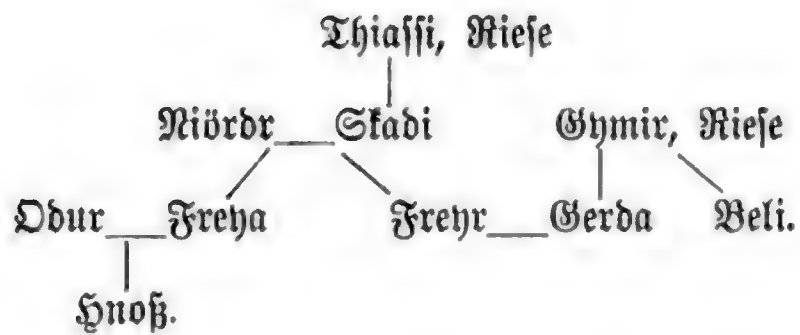 Thiassi, Riese
Niördr Skadi Gymir, Riese
Odur Freya Freyr Gerda Beli.
Hnoß.